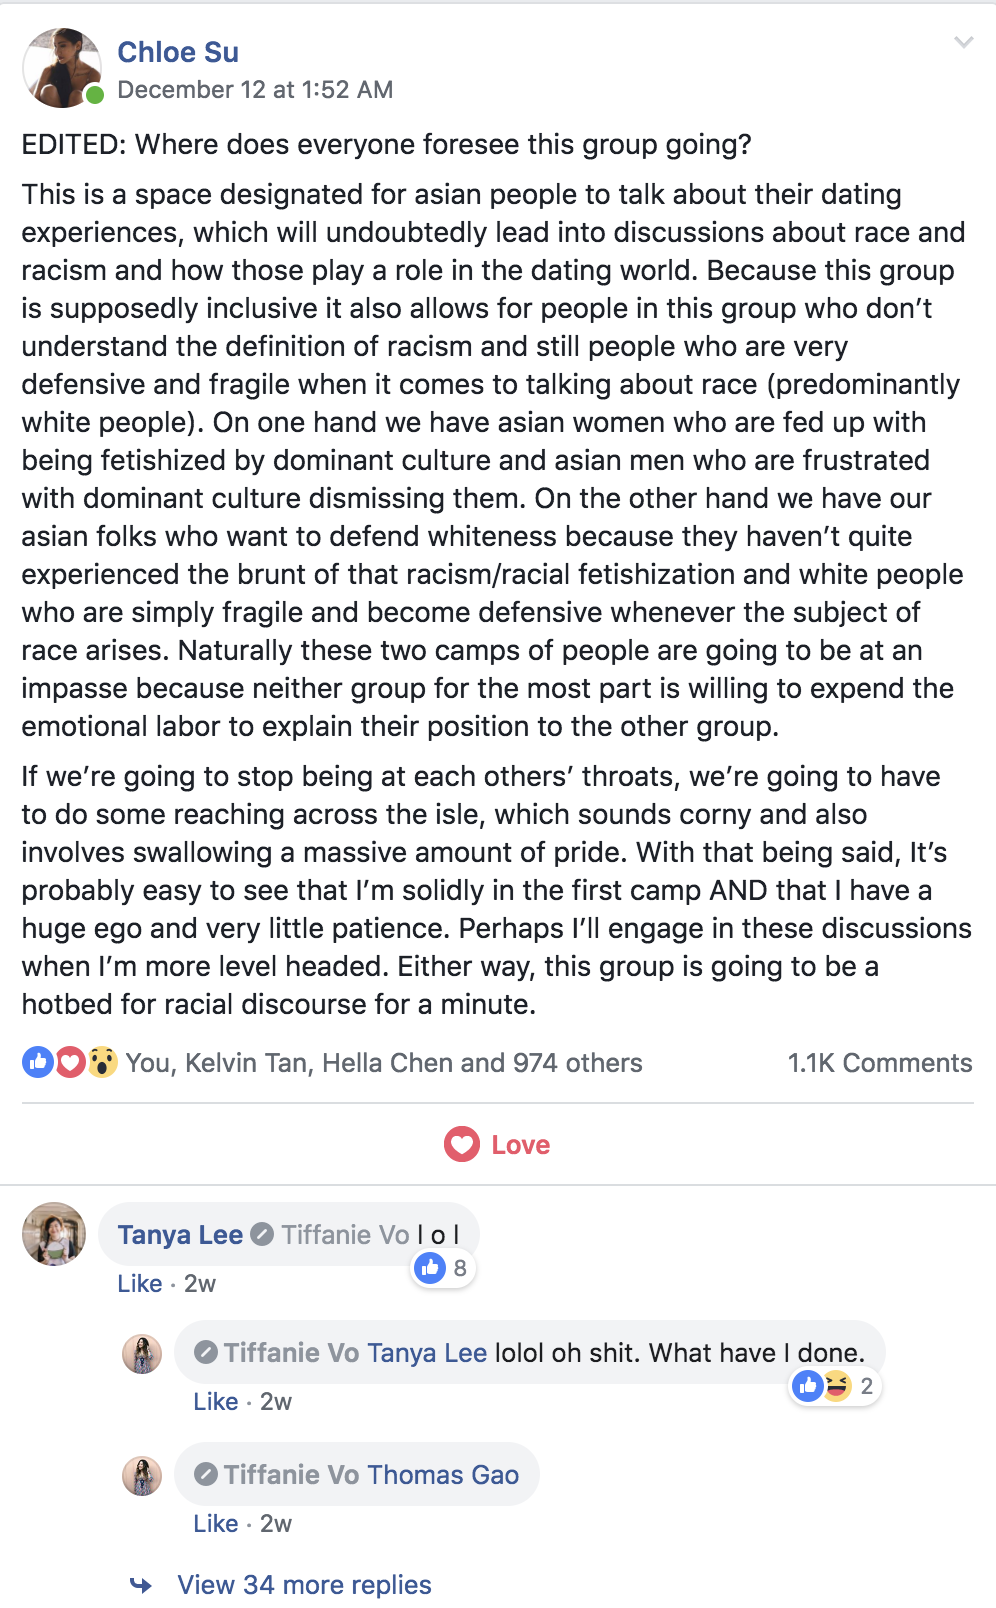 Chloe Su
December 12 at 1:52 AM
EDITED: Where does everyone foresee this group going?
This is a space designated for asian people to talk about their dating
experiences, which will undoubtedly lead into discussions about race and
racism and how those play a role in the dating world. Because this group
is supposedly inclusive it also allows for people in this group who don’t
understand the definition of racism and still people who are very
defensive and fragile when it comes to talking about race (predominantly
white people). On one hand we have asian women who are fed up with
being fetishized by dominant culture and asian men who are frustrated
with dominant culture dismissing them. On the other hand we have our
asian folks who want to defend whiteness because they haven’t quite
experienced the brunt of that racism/racial fetishization and white people
who are simply fragile and become defensive whenever the subject of
race arises. Naturally these two camps of people are going to be at an
impasse because neither group for the most part is willing to expend the
emotional labor to explain their position to the other group.
If we’re going to stop being at each others’ throats, we’re going to have
to do some reaching across the isle, which sounds corny and also
involves swallowing a massive amount of pride. With that being said, It’s
probably easy to see that I’m solidly in the first camp AND that I have a
huge ego and very little patience. Perhaps I’ll engage in these discussions
when I’m more level headed. Either way, this group is going to be a
hotbed for racial discourse for a minute.
You, Kelvin Tan, Hella Chen and 974 others 1.1K Comments
Love
Tanya Lee Tiffanie Vo l o l
8
Like · 2w
Tiffanie Vo Tanya Lee lolol oh shit. What have I done.
2
Like · 2w
Tiffanie Vo Thomas Gao
Like · 2w
View 34 more replies